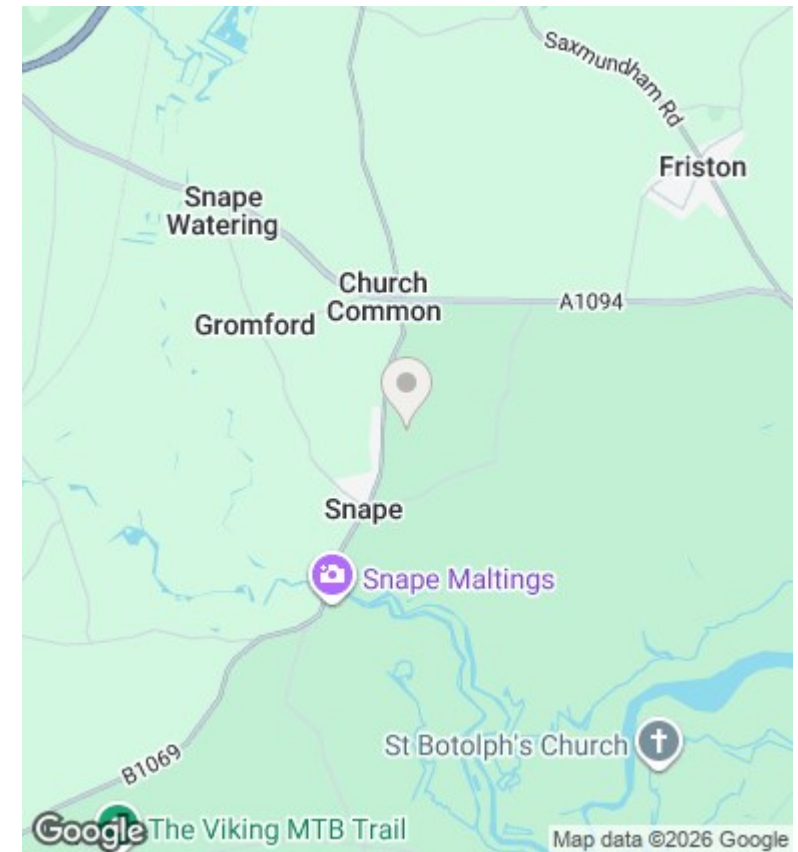 Saxmundham Rd
Friston
Snape
Watering
Church
Common
A1094
Gromford
Snape
Snape Maltings
St Botolph's Church
B1069
The Viking MTB Trail
Google
Map data ©2026 Google